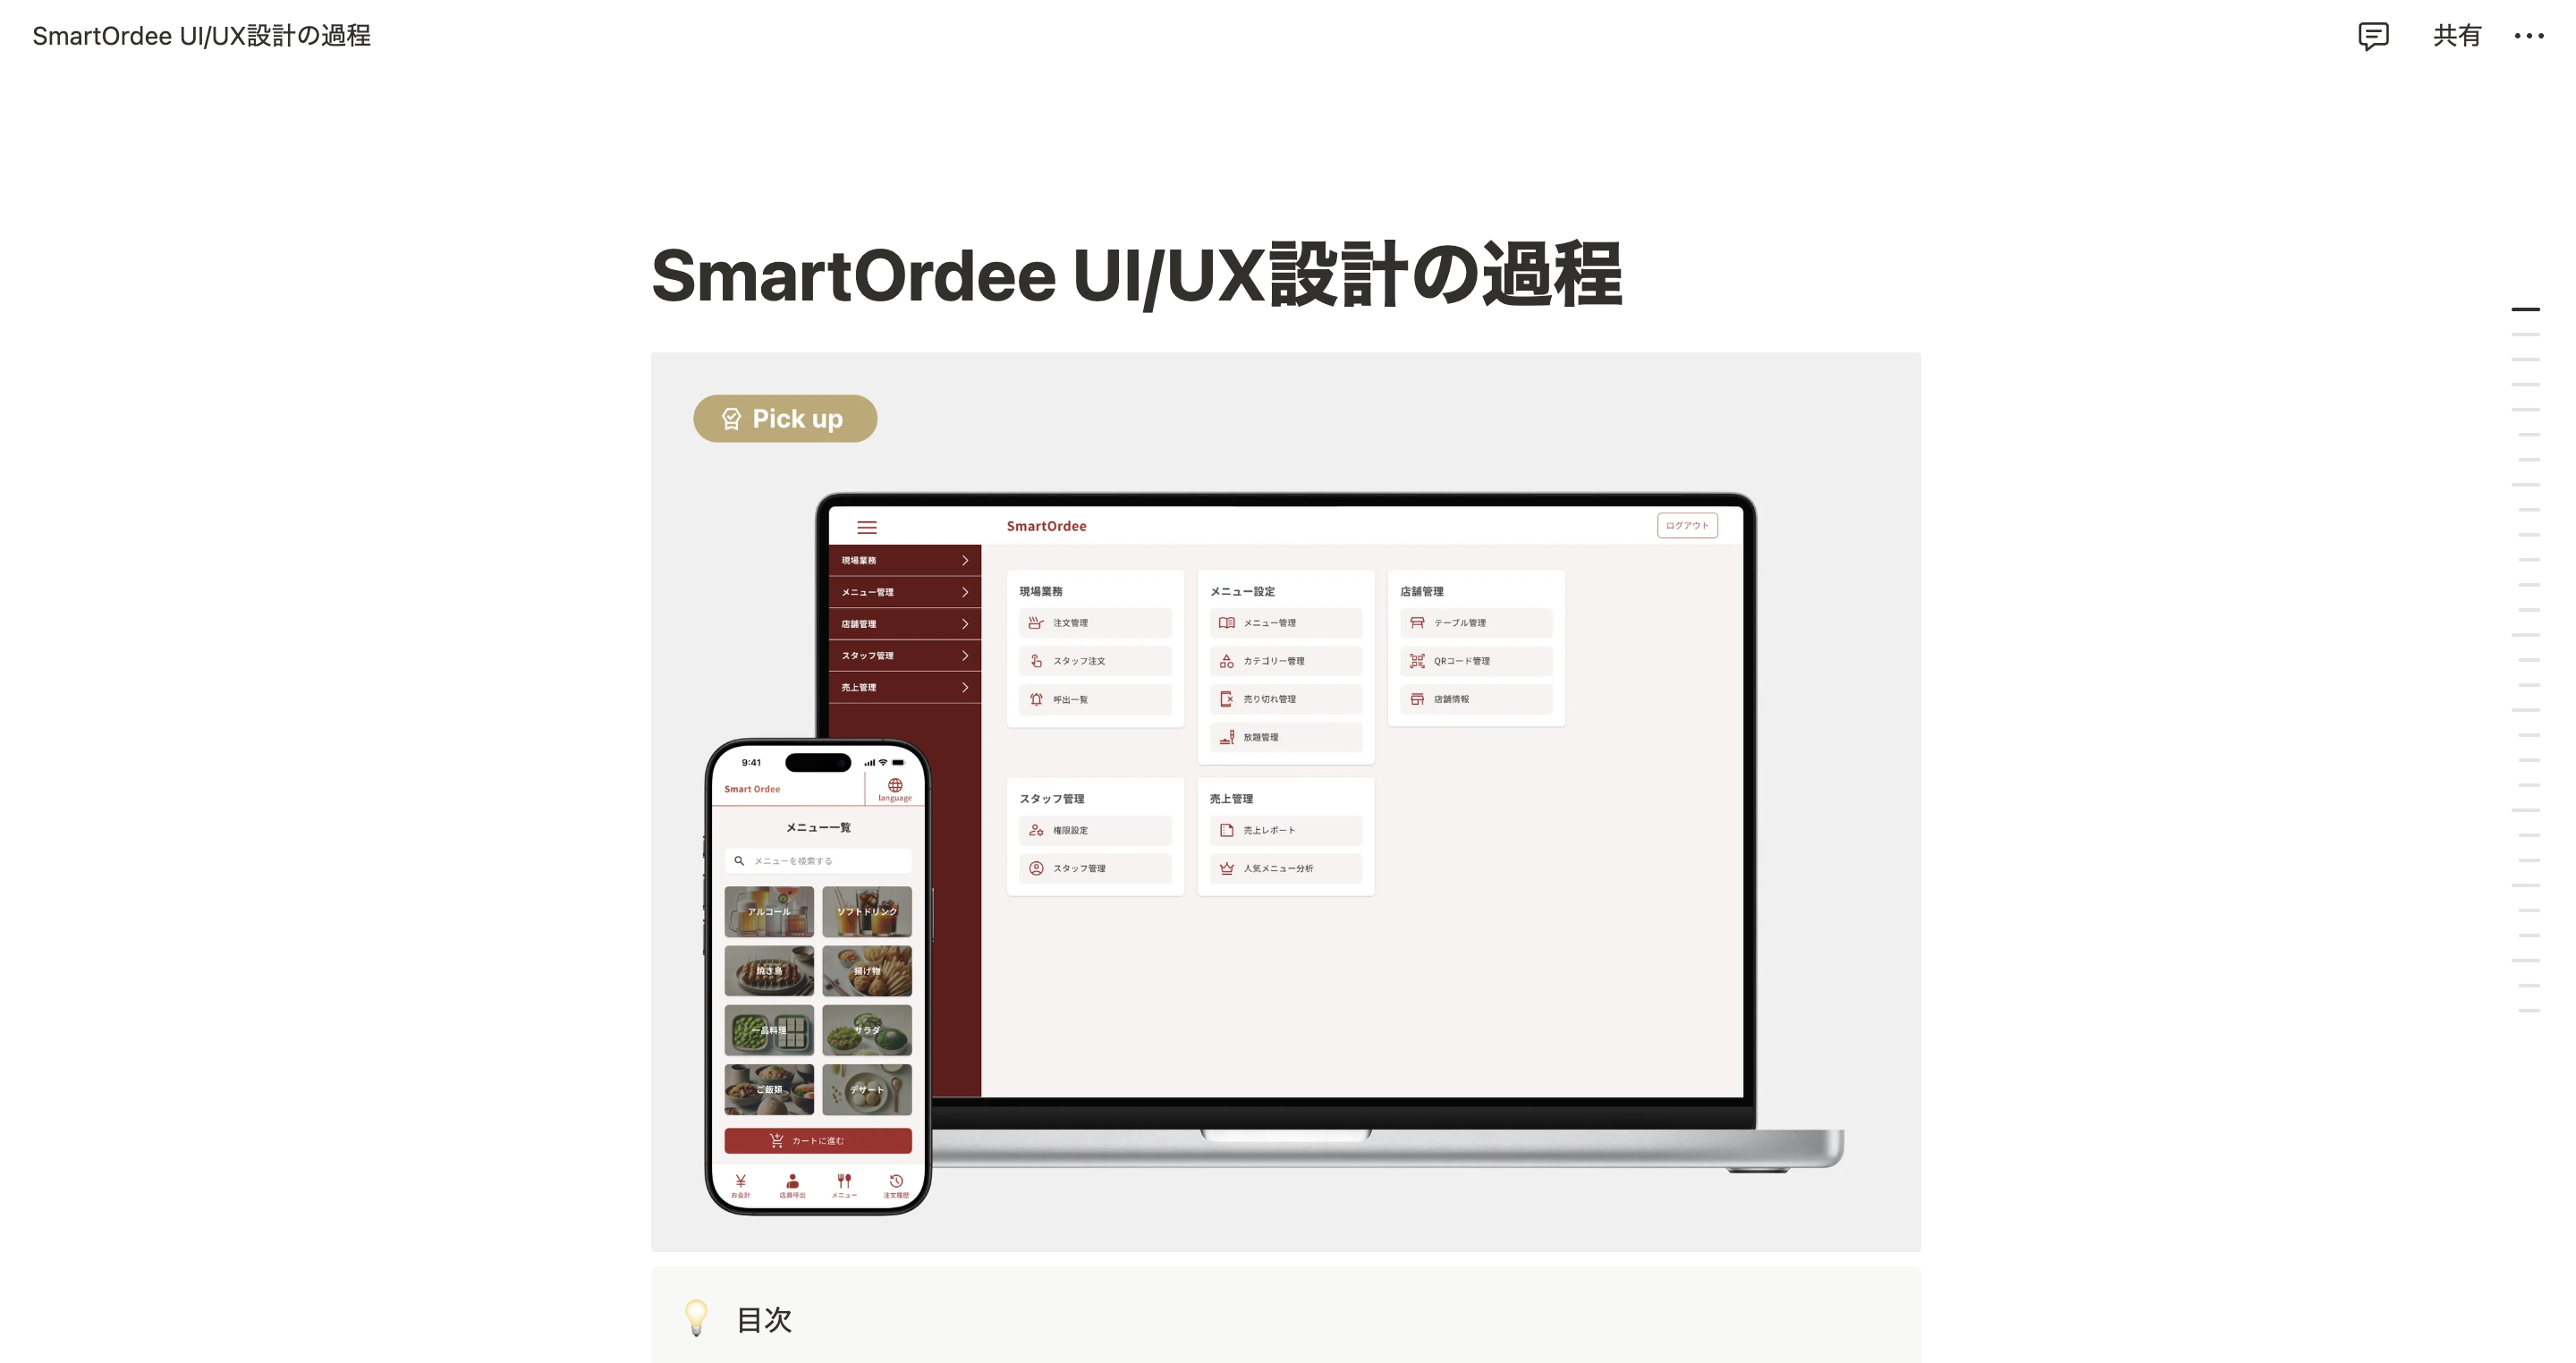 SmartOrdee UI/UX設計の過程
共有
SmartOrdee UI/UX設計の過程
Pick up
SmartOrdee
ログアウト
現場業務
メニュー管理
店舗管理
スタッフ管理
売上管理
現場業務
注文管理
スタッフ注文
呼出一覧
メニュー設定
メニュー管理
カテゴリー管理
売り切れ管理
放題管理
店舗管理
テーブル管理
QRコード管理
店舗情報
スタッフ管理
権限設定
スタッフ管理
売上管理
売上レポート
人気メニュー分析
9:41
Smart Ordee
language
メニュー一覧
メニューを検索する
アルコール
ソフトドリンク
焼き鳥
揚げ物
一品料理
サラダ
ご飯類
デザート
カートに進む
¥
お会計
店員呼出
メニュー
注文履歴
目次